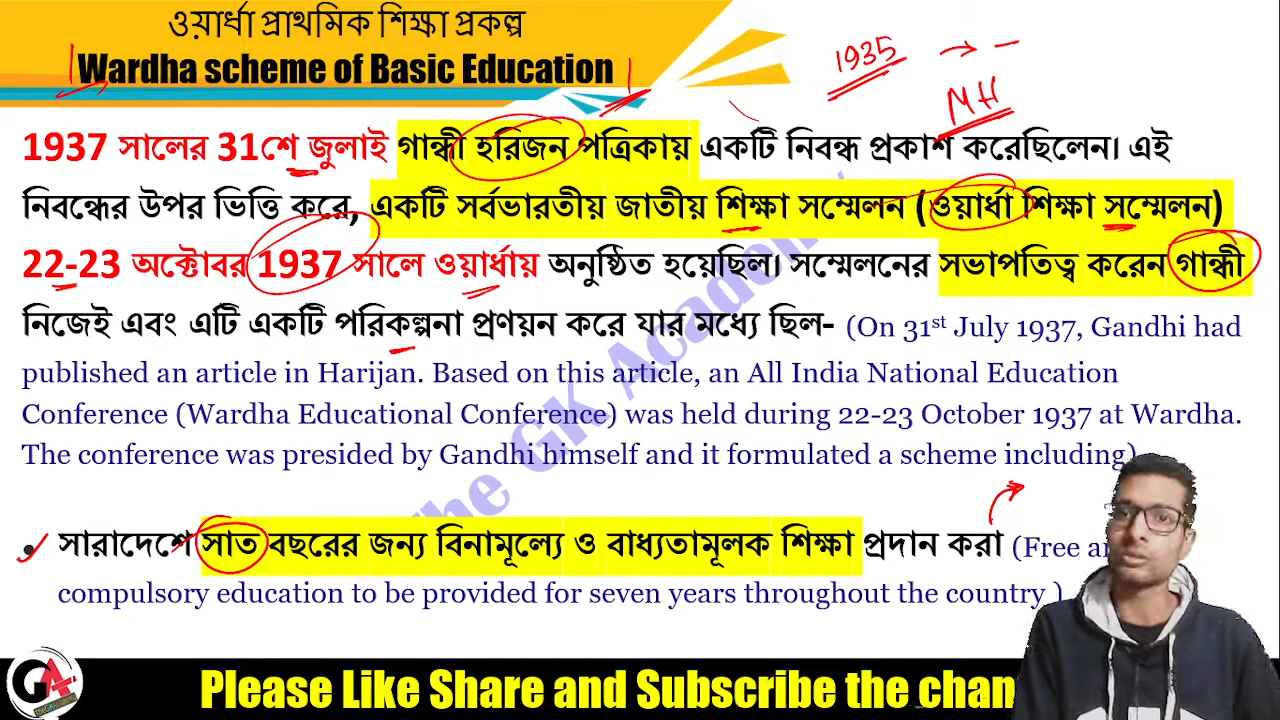 ওয়ার্ধা প্রাথমিক শিক্ষা প্রকল্প
Wardha scheme of Basic Education
1935
MH
1937 সালের 31শে জুলাই গান্ধী হরিজন পত্রিকায় একটি নিবন্ধ প্রকাশ করেছিলেন। এই
নিবন্ধের উপর ভিত্তি করে, একটি সর্বভারতীয় জাতীয় শিক্ষা সম্মেলন (ওয়ার্ধা শিক্ষা সম্মেলন)
22-23 অক্টোবর 1937 সালে ওয়ার্ধায় অনুষ্ঠিত হয়েছিল। সম্মেলনের সভাপতিত্ব করেন গান্ধী
নিজেই এবং এটি একটি পরিকল্পনা প্রণয়ন করে যার মধ্যে ছিল- (On 31st July 1937, Gandhi had
published an article in Harijan. Based on this article, an All India National Education
Conference (Wardha Educational Conference) was held during 22-23 October 1937 at Wardha.
The conference was presided by Gandhi himself and it formulated a scheme including)
• সারাদেশে সাত বছরের জন্য বিনামূল্যে ও বাধ্যতামূলক শিক্ষা প্রদান করা (Free
compulsory education to be provided for seven years throughout the country )
The GK Academy
GA
Please Like Share and Subscribe the